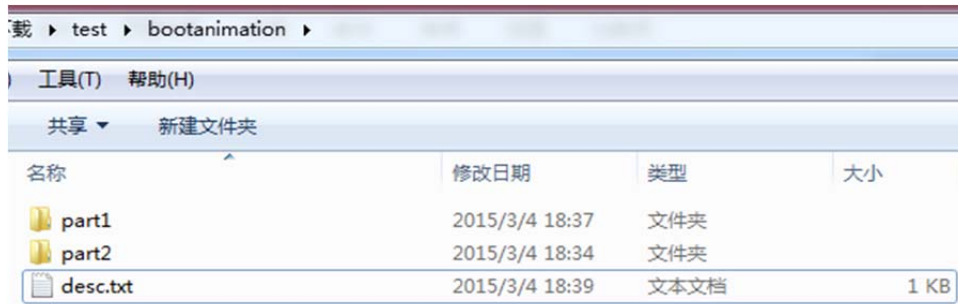 下载 ▸ test ▸ bootanimation ▸
) 工具(T) 帮助(H)
共享 ▼ 新建文件夹
名称 修改日期 类型 大小
part1 2015/3/4 18:37 文件夹
part2 2015/3/4 18:34 文件夹
desc.txt 2015/3/4 18:39 文本文档 1 KB